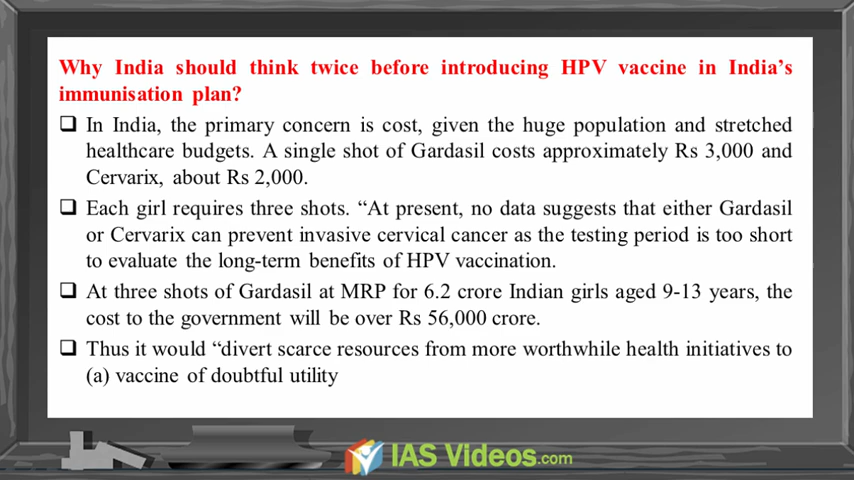 Why India should think twice before introducing HPV vaccine in India's
immunisation plan?
❑ In India, the primary concern is cost, given the huge population and stretched
healthcare budgets. A single shot of Gardasil costs approximately Rs 3,000 and
Cervarix, about Rs 2,000.
❑ Each girl requires three shots. “At present, no data suggests that either Gardasil
or Cervarix can prevent invasive cervical cancer as the testing period is too short
to evaluate the long-term benefits of HPV vaccination.
❑ At three shots of Gardasil at MRP for 6.2 crore Indian girls aged 9-13 years, the
cost to the government will be over Rs 56,000 crore.
❑ Thus it would “divert scarce resources from more worthwhile health initiatives to
(a) vaccine of doubtful utility
IAS Videos.com